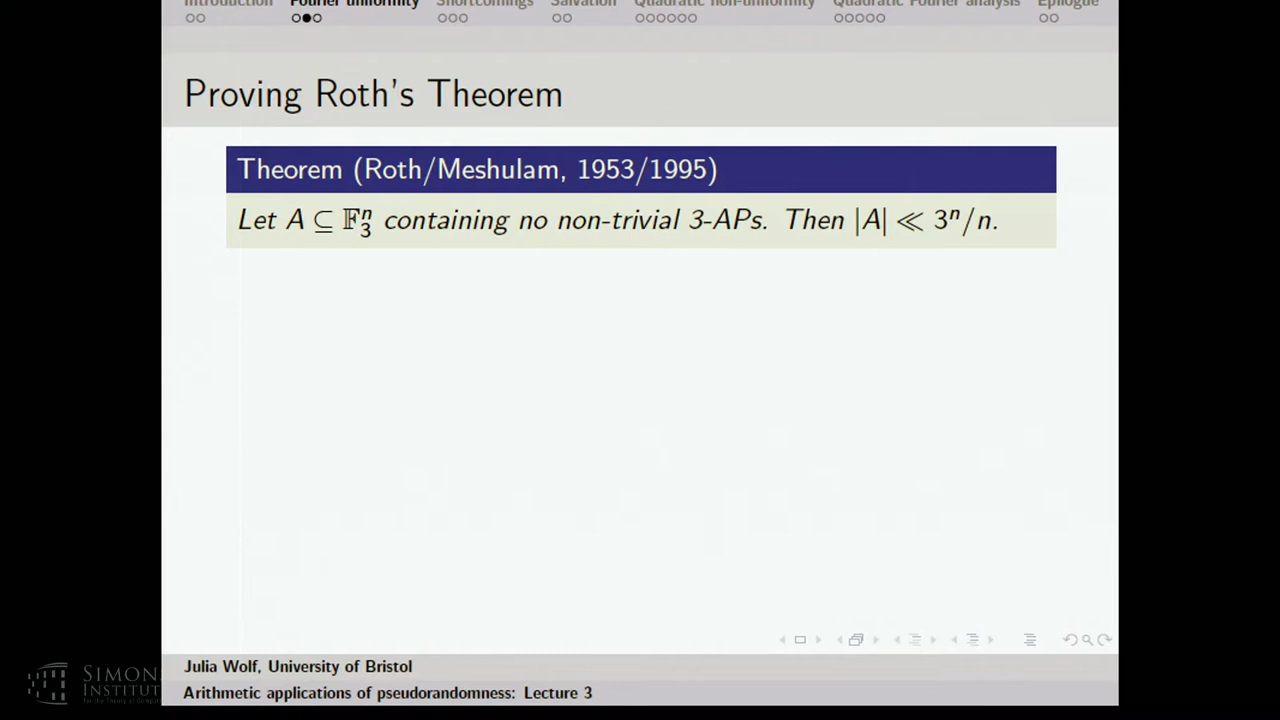 Introduction Fourier uniformity Shortcomings Salvation Quadratic non-uniformity Quadratic Fourier analysis Epilogue
Proving Roth's Theorem
Theorem (Roth/Meshulam, 1953/1995)
Let A ⊆ 𝔽₃ⁿ containing no non-trivial 3-APs. Then |A| ≪ 3ⁿ/n.
Julia Wolf, University of Bristol
Arithmetic applications of pseudorandomness: Lecture 3
SIMONS
INSTITUT